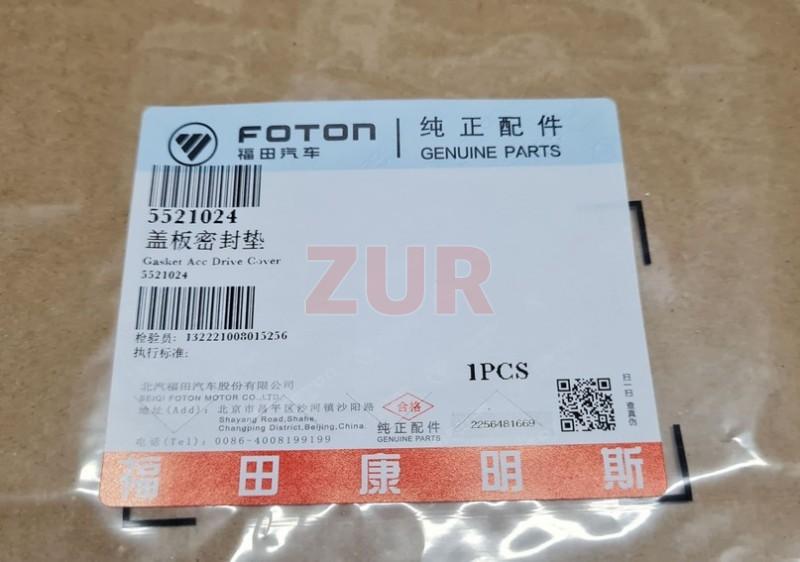 FOTON
福田汽车
纯正配件
GENUINE PARTS
5521024
盖板密封垫
Gasket Acc Drive Cover
5521024
ZUR
检验员: 132221008015256
执行标准:
1PCS
北汽福田汽车股份有限公司
BEIQI FOTON MOTOR CO.,LTD.
地址(Add): 北京市昌平区沙河镇沙阳路
Shayang Road,Shahe,
Changping District,Beijing,China.
电话(Tel): 0086-4008199199
合格
纯正配件
GENUINE PARTS
2256481669
扫一扫 查真伪
福田康明斯